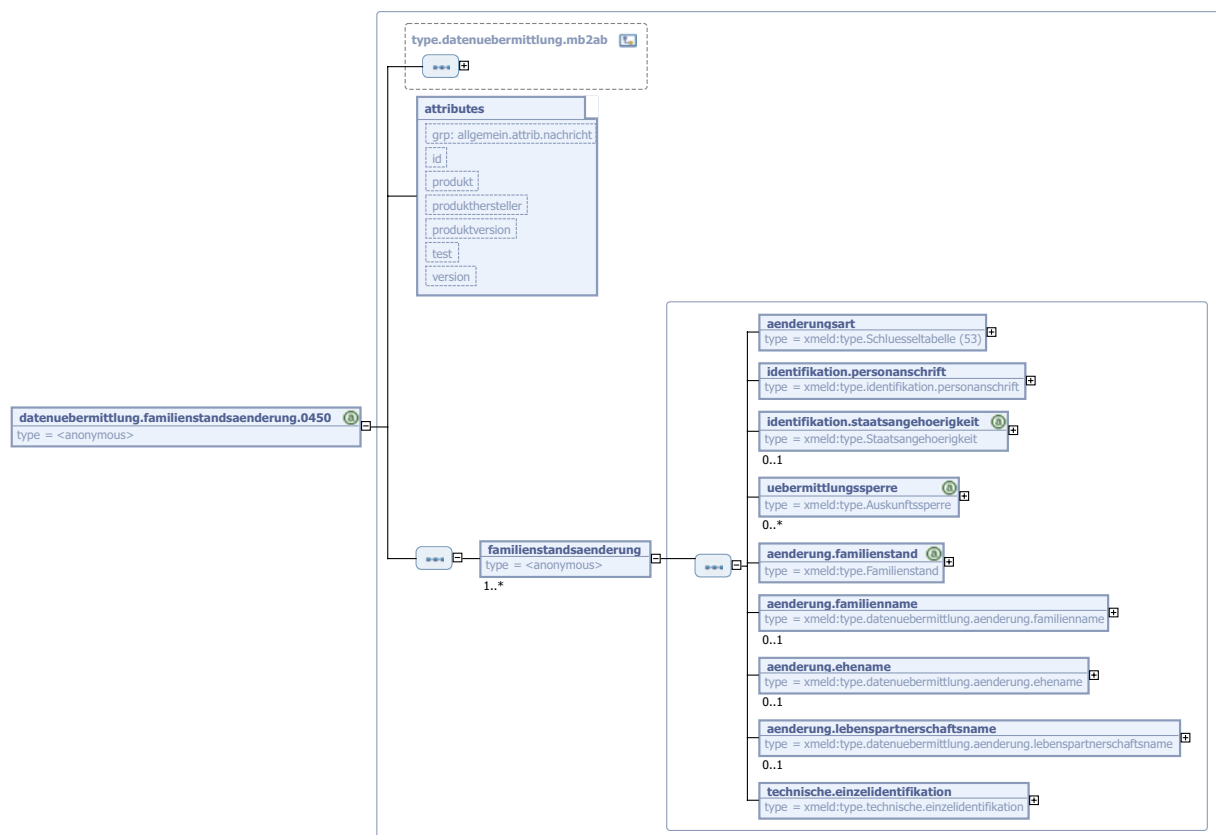 type.datenuebermittlung.mb2ab
attributes
grp: allgemein.attrib.nachricht
id
produkt
produkthersteller
produktversion
test
version
datenuebermittlung.familienstandsaenderung.0450 a
type = <anonymous>
familienstandsaenderung
type = <anonymous>
1..*
aenderungsart
type = xmeld:type.Schluesseltabelle (53)
identifikation.personanschrift
type = xmeld:type.identifikation.personanschrift
identifikation.staatsangehoerigkeit a
type = xmeld:type.Staatsangehoerigkeit
0..1
uebermittlungssperre a
type = xmeld:type.Auskunftssperre
0..*
aenderung.familienstand a
type = xmeld:type.Familienstand
aenderung.familienname
type = xmeld:type.datenuebermittlung.aenderung.familienname
0..1
aenderung.ehename
type = xmeld:type.datenuebermittlung.aenderung.ehename
0..1
aenderung.lebenspartnerschaftsname
type = xmeld:type.datenuebermittlung.aenderung.lebenspartnerschaftsname
0..1
technische.einzelidentifikation
type = xmeld:type.technische.einzelidentifikation